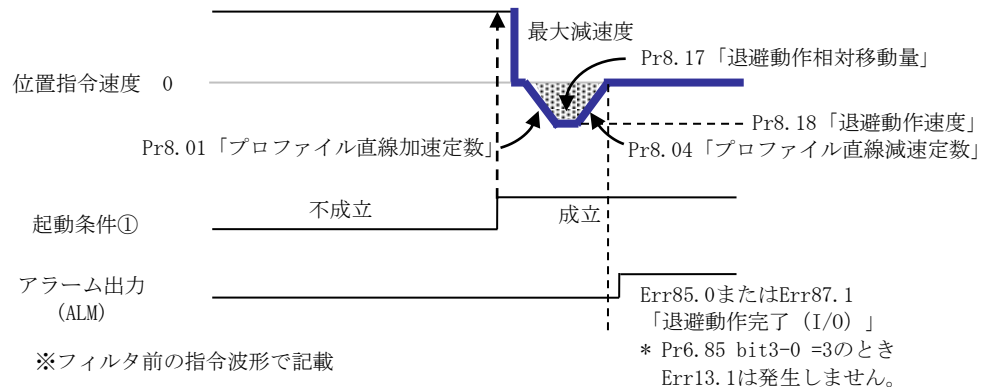 最大減速度
Pr8.17「退避動作相対移動量」
位置指令速度 0
Pr8.18「退避動作速度」
Pr8.01「プロファイル直線加速定数」
Pr8.04「プロファイル直線減速定数」
不成立
成立
起動条件①
アラーム出力
(ALM)
Err85.0またはErr87.1
「退避動作完了（I/O）」
* Pr6.85 bit3-0 =3のとき
Err13.1は発生しません。
※フィルタ前の指令波形で記載